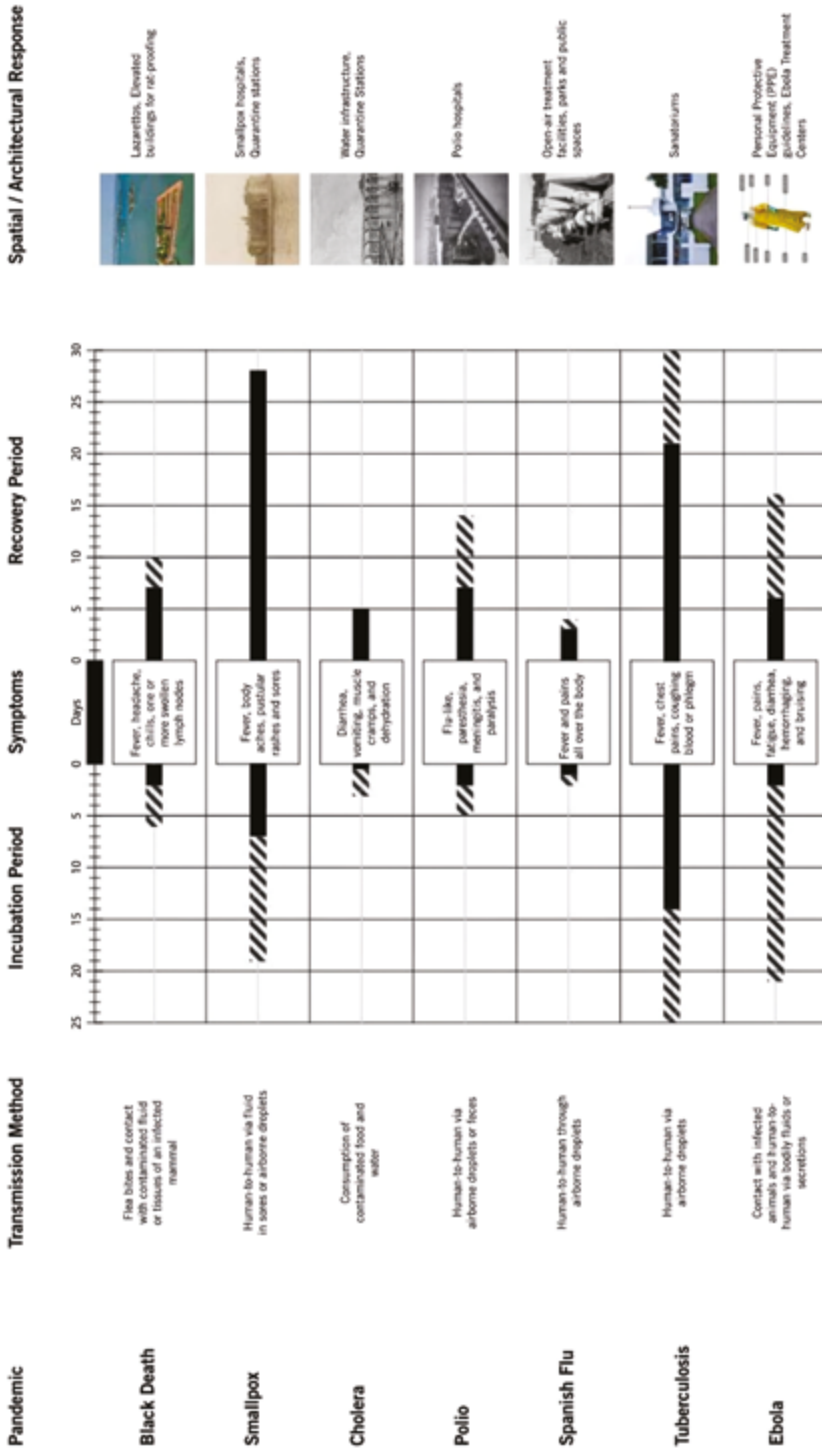 Pandemic
Transmission Method
Incubation Period
Symptoms
Recovery Period
Spatial / Architectural Response
25
20
15
10
5
0
Days
0
5
10
15
20
25
30
Black Death
Flea bites and contact
with contaminated fluid
or tissues of an infected
mammal
Fever, headache,
chills, one or
more swollen
lymph nodes
Lazarettos, Elevated
buildings for rat-proofing
Smallpox
Human-to-human via fluid
in sores or airborne droplets
Fever, body
aches, pustular
rashes and sores
Smallpox hospitals,
Quarantine stations
Cholera
Consumption of
contaminated food and
water
Diarrhea,
vomiting, muscle
cramps, and
dehydration
Water infrastructure,
Quarantine Stations
Polio
Human-to-human via
airborne droplets or feces
Flu-like,
paresthesia,
meningitis, and
paralysis
Polio hospitals
Spanish Flu
Human-to-human through
airborne droplets
Fever and pains
all over the body
Open-air treatment
facilities, parks and public
spaces
Tuberculosis
Human-to-human via
airborne droplets
Fever, chest
pains, coughing
blood or phlegm
Sanatoriums
Ebola
Contact with infected
animals and human-to-
human via bodily fluids or
secretions
Fever, pains,
fatigue, diarrhea,
hemorrhaging,
and bruising
Personal Protective
Equipment (PPE)
guidelines, Ebola Treatment
Centers